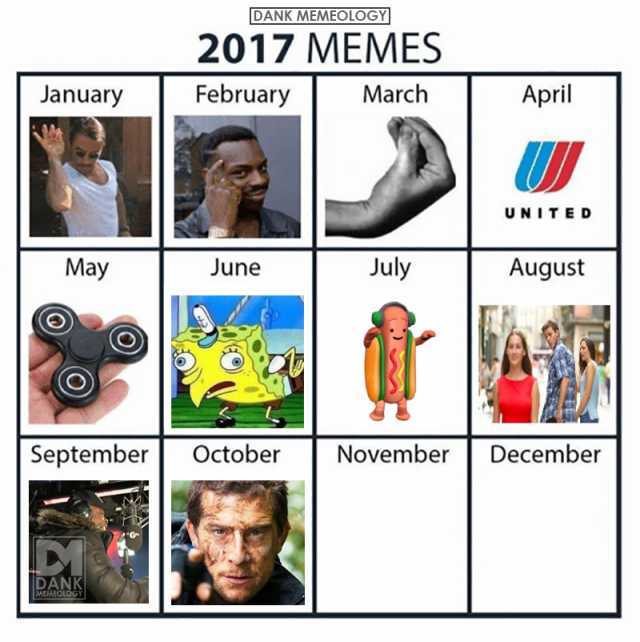 DANK MEMEOLOGY
2017 MEMES
January February March April
UNITED
May June July August
September October November December
DANK
MEMEOLOGY